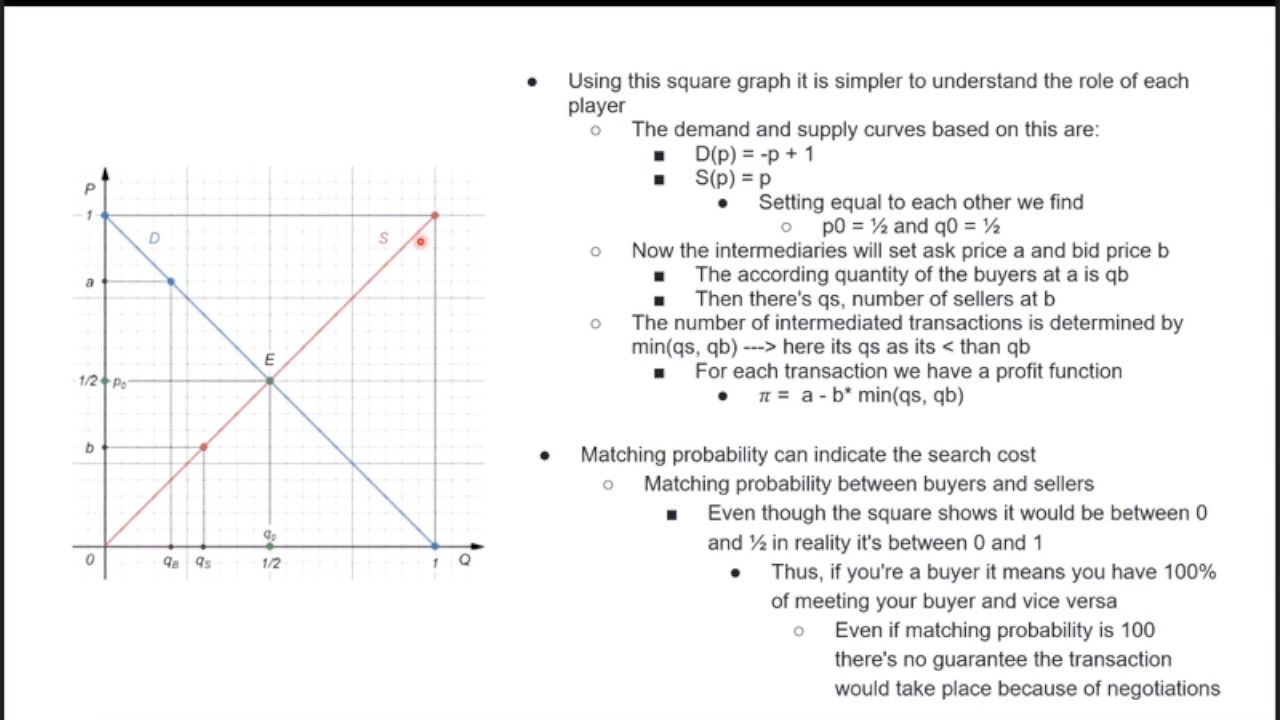 P
1
D
S
a
E
1/2
p₀
b
q₀
0
qB
qS
1/2
1
Q
● Using this square graph it is simpler to understand the role of each
player
○ The demand and supply curves based on this are:
■ D(p) = -p + 1
■ S(p) = p
● Setting equal to each other we find
○ p0 = ½ and q0 = ½
○ Now the intermediaries will set ask price a and bid price b
■ The according quantity of the buyers at a is qb
■ Then there's qs, number of sellers at b
○ The number of intermediated transactions is determined by
min(qs, qb) ---> here its qs as its < than qb
■ For each transaction we have a profit function
● π = a - b* min(qs, qb)
● Matching probability can indicate the search cost
○ Matching probability between buyers and sellers
■ Even though the square shows it would be between 0
and ½ in reality it's between 0 and 1
● Thus, if you're a buyer it means you have 100%
of meeting your buyer and vice versa
○ Even if matching probability is 100
there's no guarantee the transaction
would take place because of negotiations